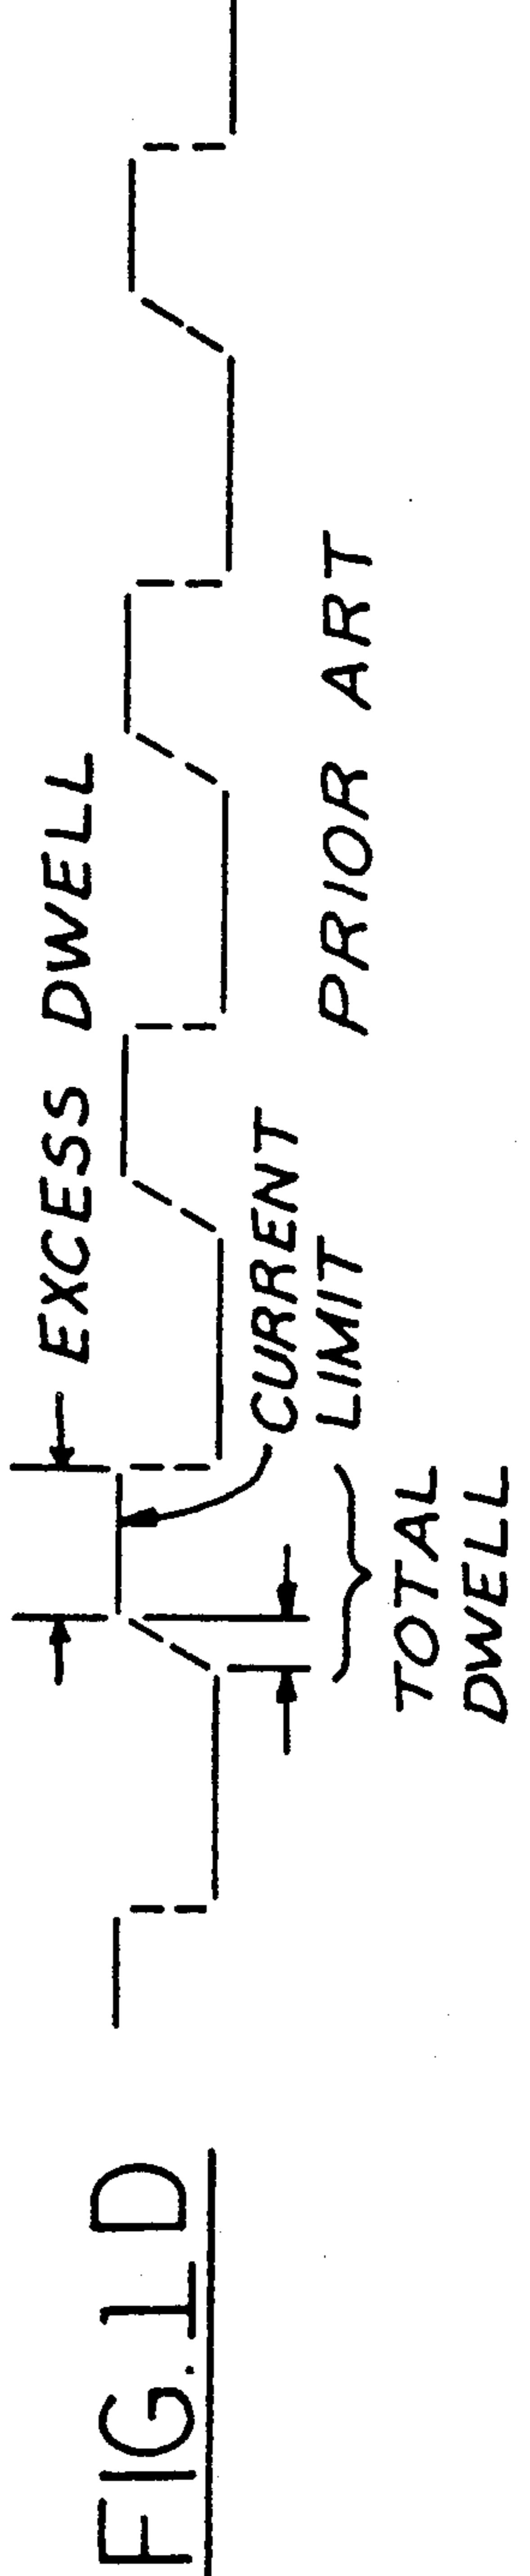 FIG. 1D
EXCESS DWELL
CURRENT
LIMIT
TOTAL
DWELL
PRIOR ART